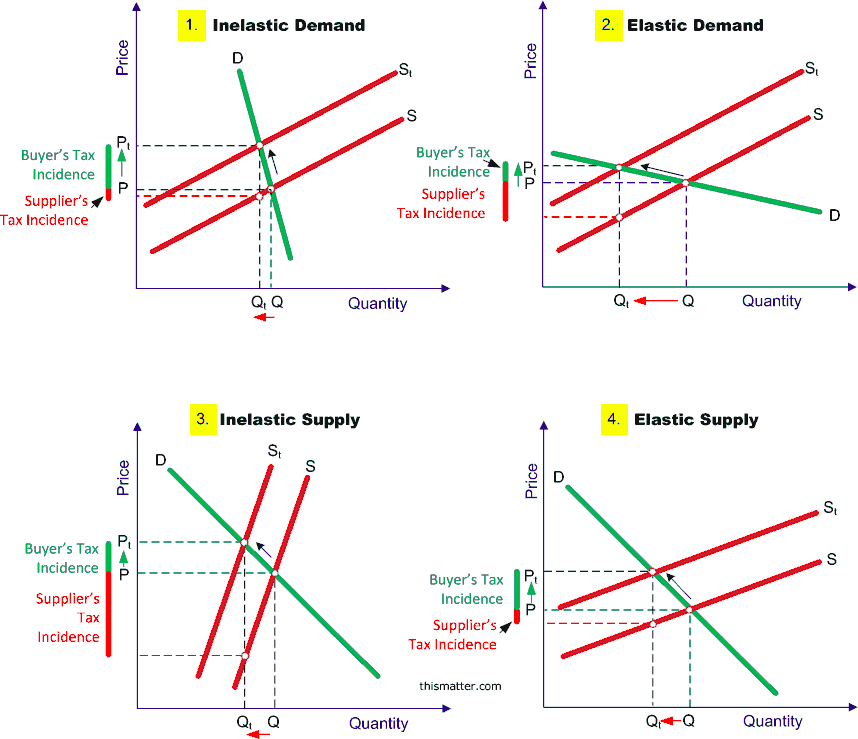 1. Inelastic Demand
Price
D
St
S
Pt
P
Buyer's Tax
Incidence
Supplier's
Tax Incidence
Qt Q
Quantity
2. Elastic Demand
Price
St
S
Buyer's Tax
Incidence
Pt
P
Supplier's
Tax Incidence
D
Qt Q
Quantity
3. Inelastic Supply
Price
D
St
S
Pt
P
Buyer's Tax
Incidence
Supplier's
Tax
Incidence
Qt Q
Quantity
4. Elastic Supply
Price
D
St
S
Pt
P
Buyer's Tax
Incidence
Supplier's
Tax Incidence
thismatter.com
Qt Q
Quantity